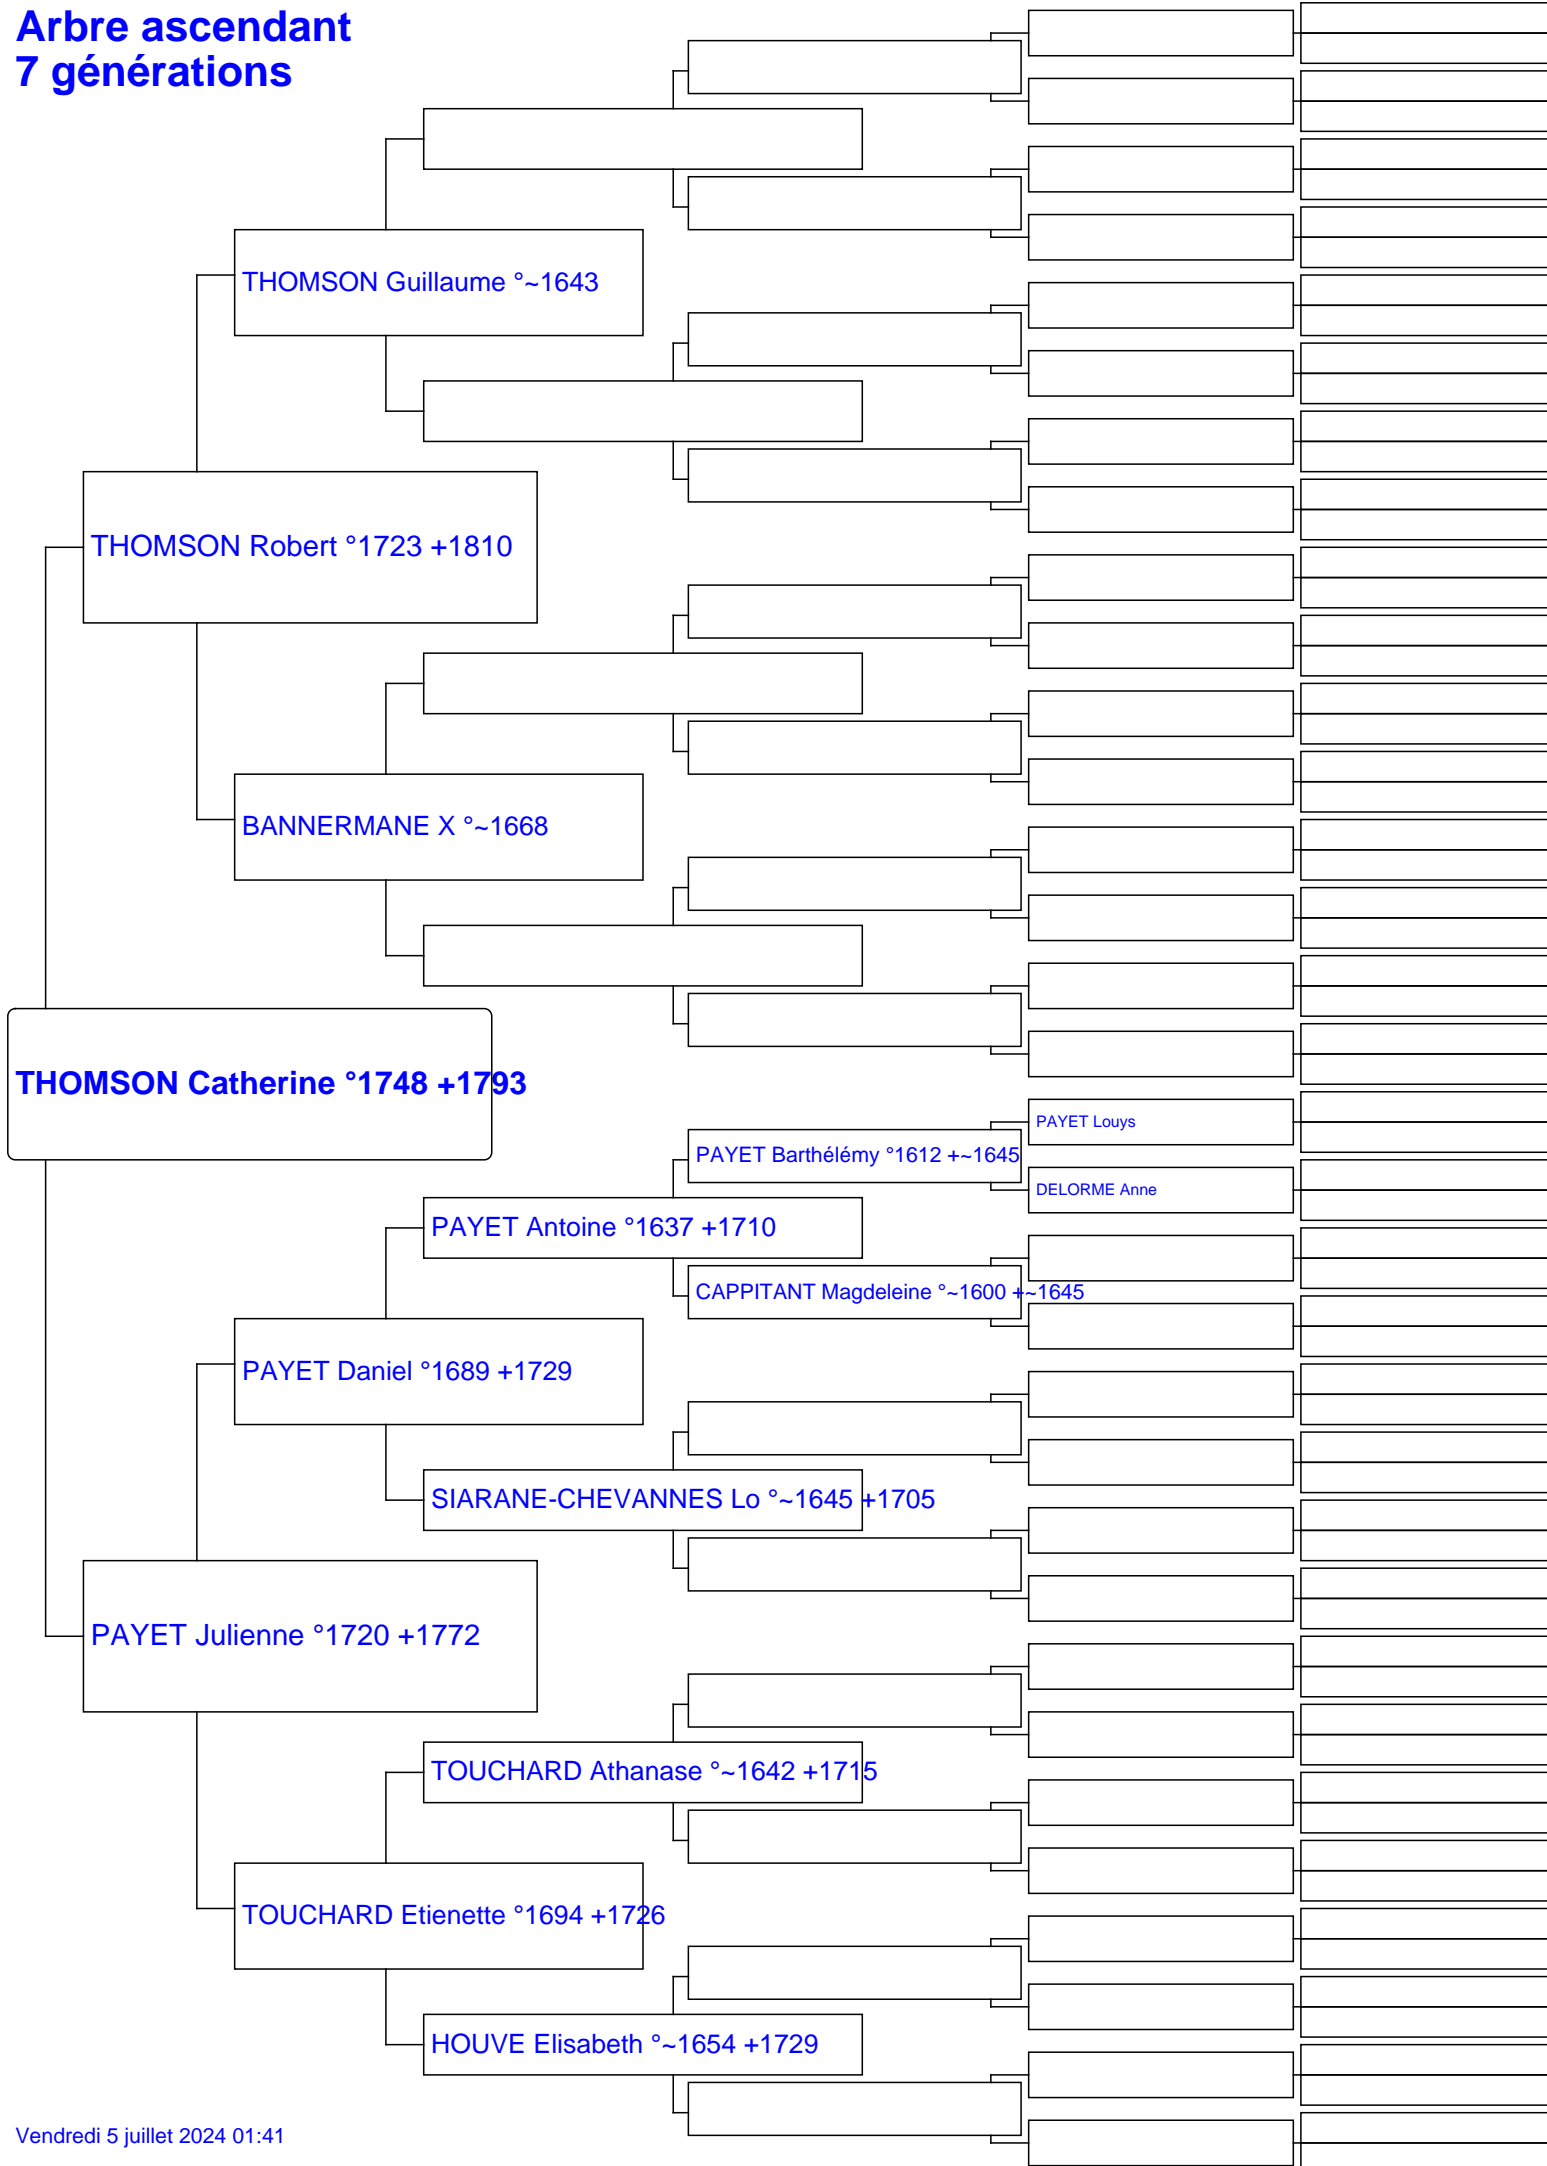 Arbre ascendant
7 générations
THOMSON Guillaume °~1643
THOMSON Robert °1723 +1810
BANNERMANE X °~1668
THOMSON Catherine °1748 +1793
PAYET Louys
PAYET Barthélémy °1612 +~1645
DELORME Anne
PAYET Antoine °1637 +1710
CAPPITANT Magdeleine °~1600 +~1645
PAYET Daniel °1689 +1729
SIARANE-CHEVANNES Lo °~1645 +1705
PAYET Julienne °1720 +1772
TOUCHARD Athanase °~1642 +1715
TOUCHARD Etienette °1694 +1726
HOUVE Elisabeth °~1654 +1729
Vendredi 5 juillet 2024 01:41